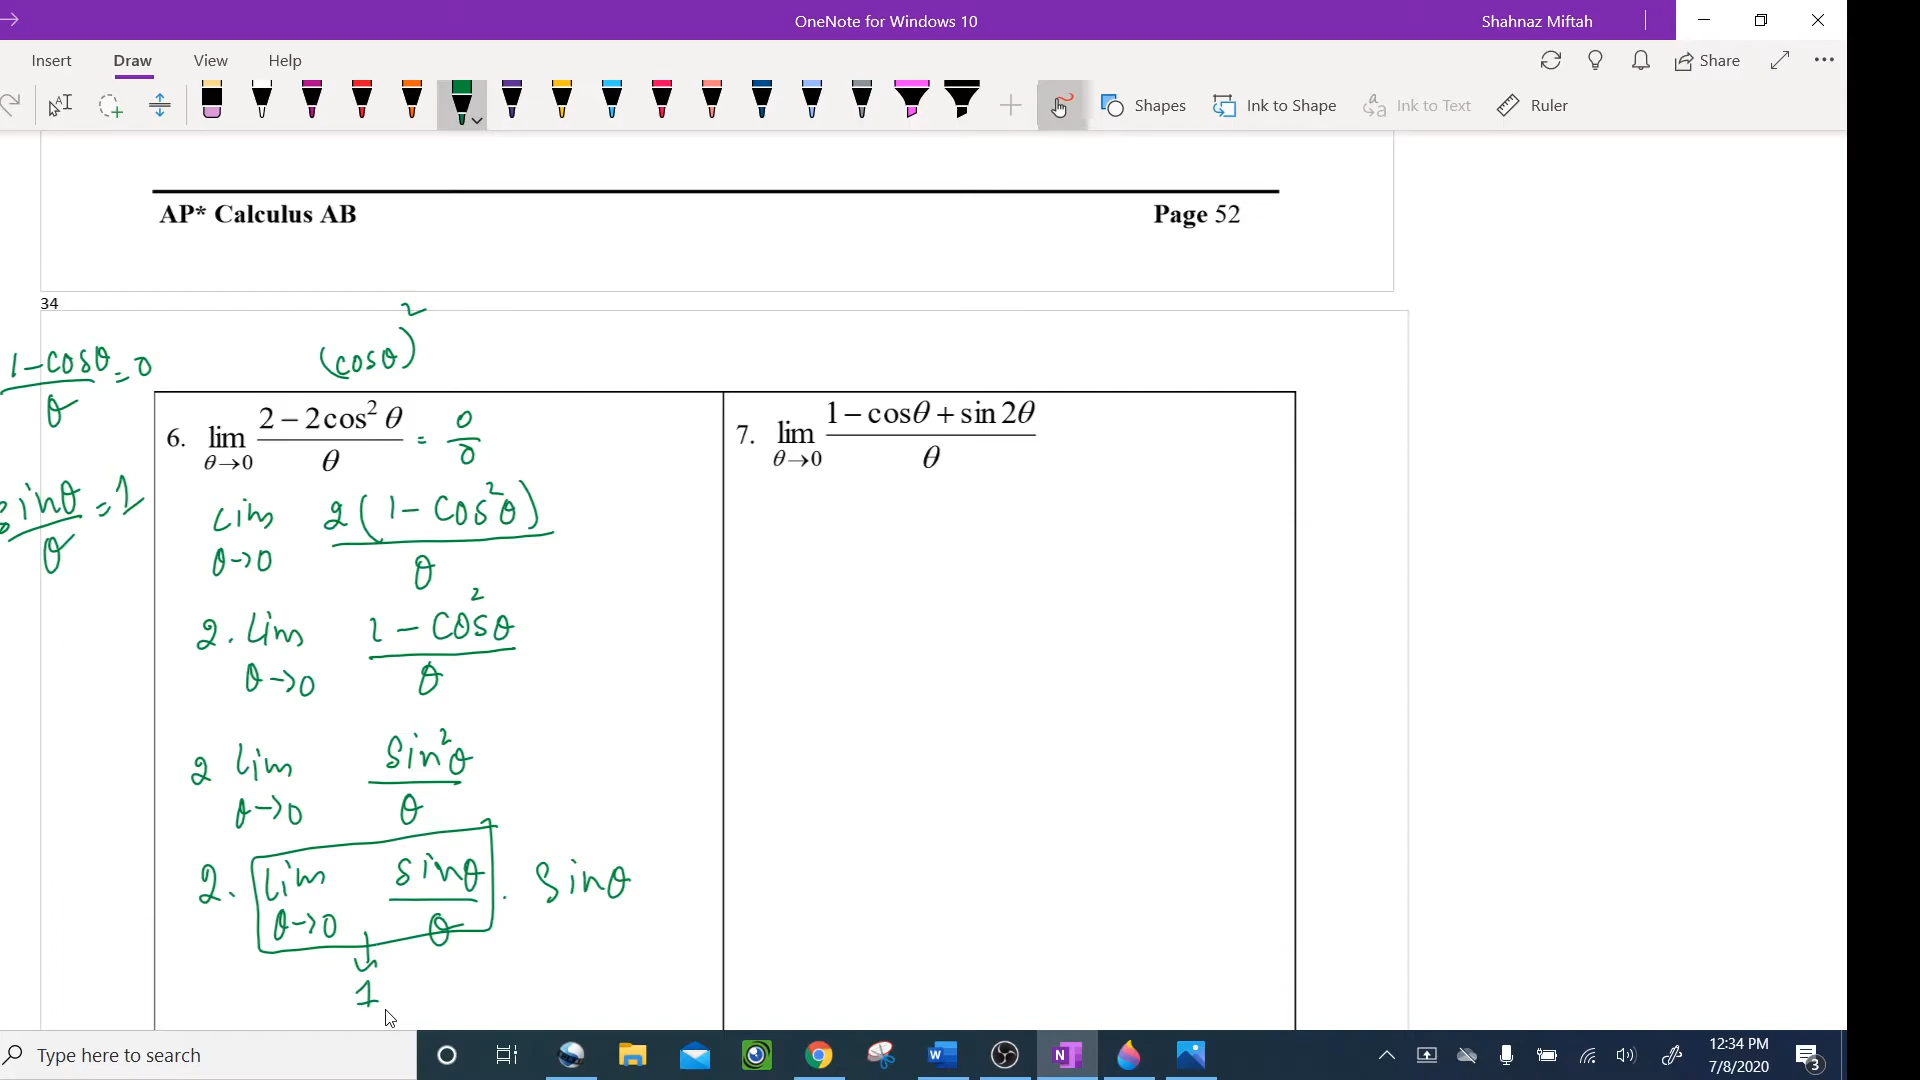 OneNote for Windows 10
Shahnaz Miftah
Insert Draw View Help
Share
Shapes Ink to Shape Ink to Text Ruler
AP* Calculus AB Page 52
34
(cosθ)²
1-cosθ/θ = 0
6. lim θ→0 2 − 2cos² θ/θ = 0/0
sinθ/θ = 1
Lim θ→0 2(1 - Cos²θ)/θ
2. Lim θ→0 1 - Cos²θ/θ
2 Lim θ→0 Sin²θ/θ
2. Lim θ→0 sinθ/θ . Sinθ
1
7. lim θ→0 1 − cosθ + sin 2θ/θ
Type here to search
12:34 PM
7/8/2020
3